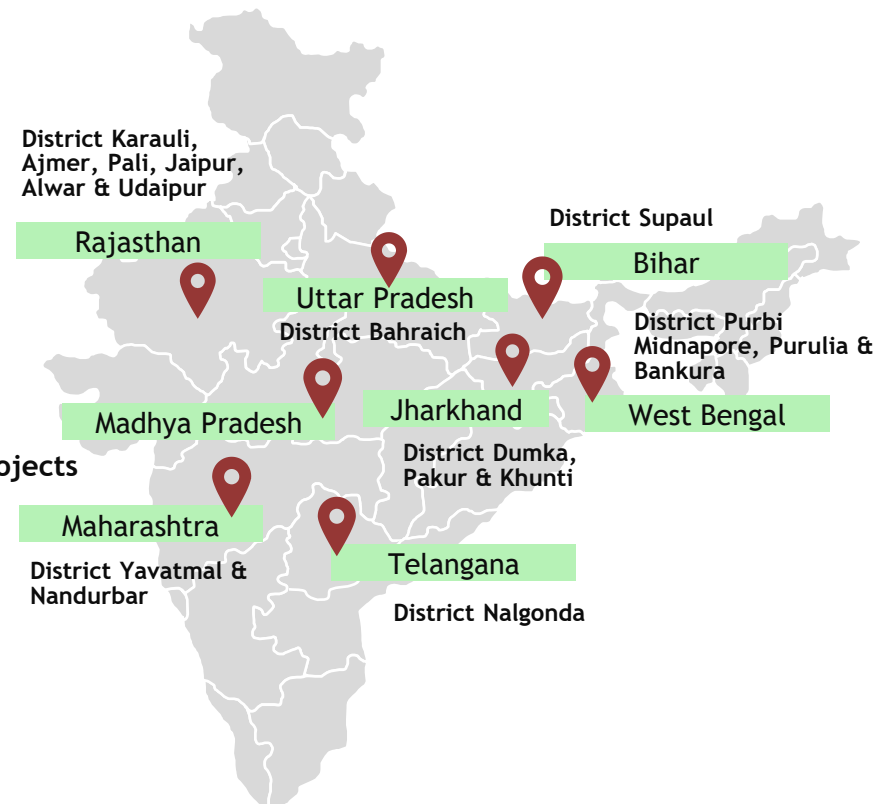 District Karauli,
Ajmer, Pali, Jaipur,
Alwar & Udaipur
Rajasthan
District Supaul
Bihar
Uttar Pradesh
District Bahraich
District Purbi
Midnapore, Purulia &
Bankura
Madhya Pradesh
Jharkhand
West Bengal
District Dumka,
Pakur & Khunti
ojects
Maharashtra
District Yavatmal &
Nandurbar
Telangana
District Nalgonda